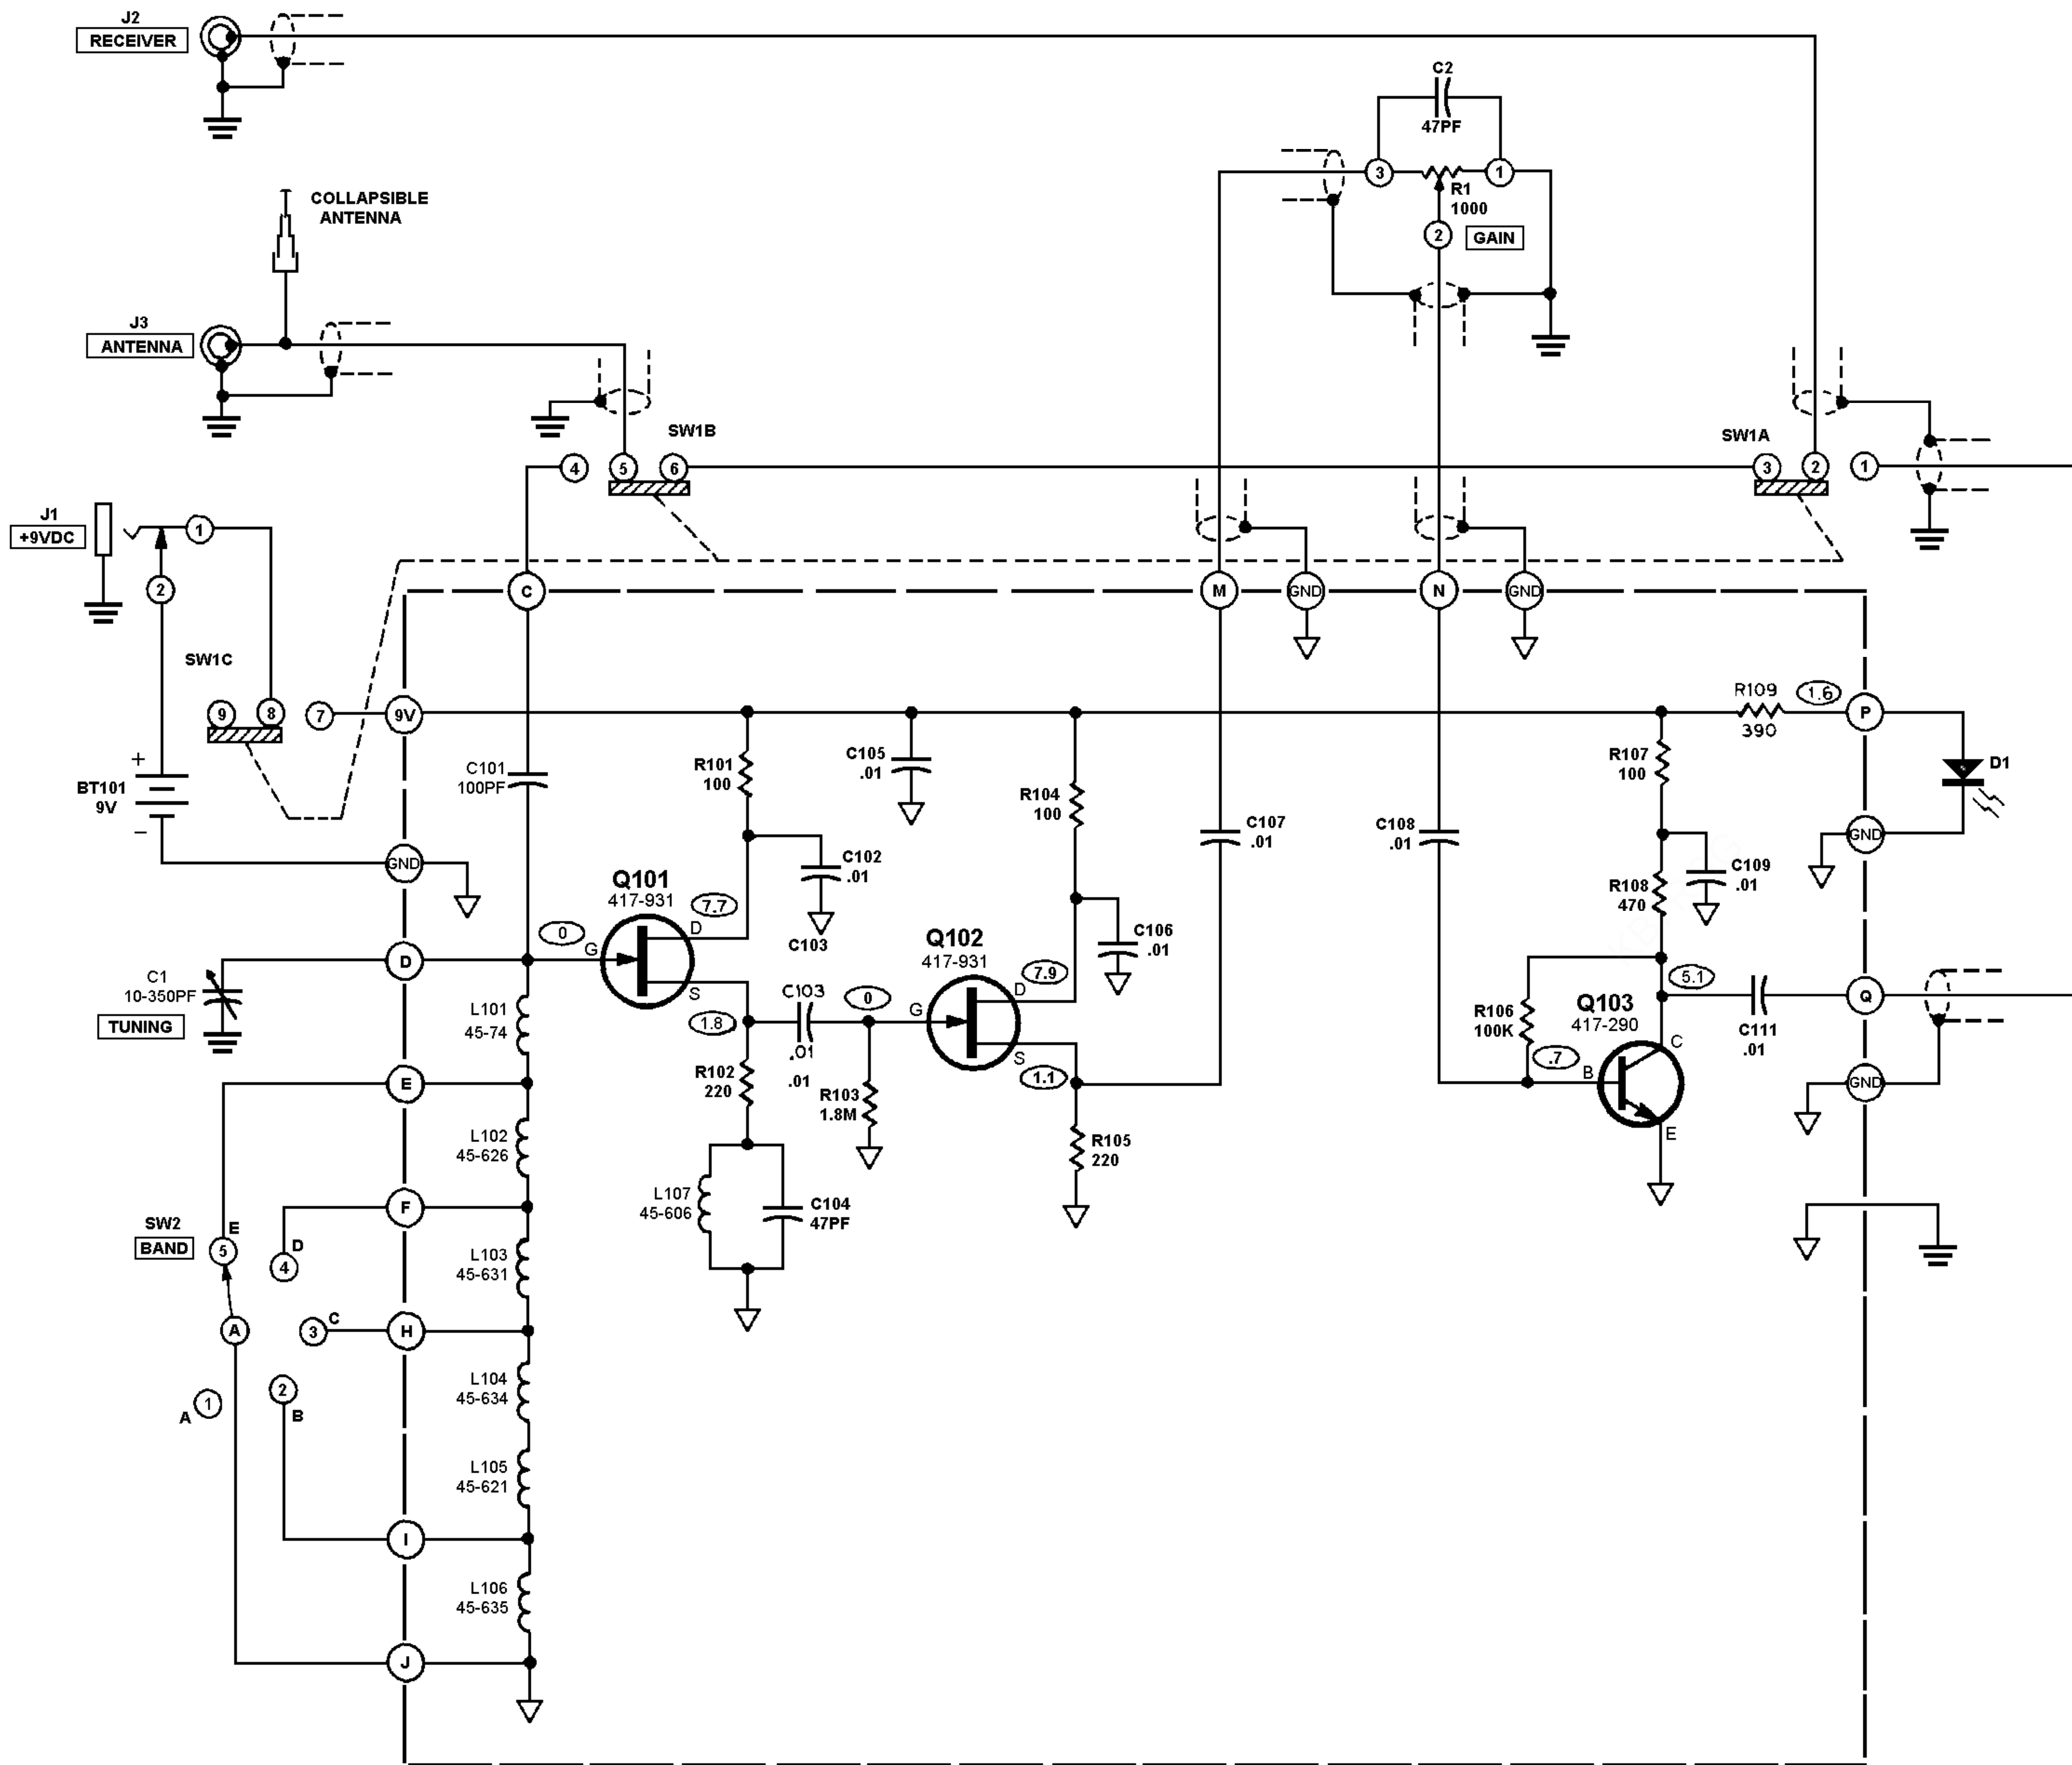 J2
RECEIVER
C2
47PF
3
1
R1
1000
2
GAIN
COLLAPSIBLE
ANTENNA
J3
ANTENNA
SW1B
4
5
6
SW1A
3
2
1
J1
+9VDC
1
2
C
M
GND
N
GND
SW1C
9
8
7
9V
R109
390
1.6
P
BT101
9V
+
−
C101
100PF
R101
100
C105
.01
R104
100
C107
.01
C108
.01
R107
100
D1
GND
GND
C102
.01
Q101
417-931
7.7
D
0
G
S
C103
Q102
417-931
7.9
C106
.01
R108
470
C109
.01
D
C1
10-350PF
TUNING
L101
45-74
1.8
C103
.01
.01
0
G
D
S
1.1
R106
100K
Q103
417-290
5.1
C111
.01
Q
.7
B
C
E
GND
E
R102
220
R103
1.8M
R105
220
L102
45-626
F
L107
45-606
C104
47PF
SW2
BAND
E
5
D
4
L103
45-631
A
3
C
H
L104
45-634
2
B
A
1
L105
45-621
I
L106
45-635
J